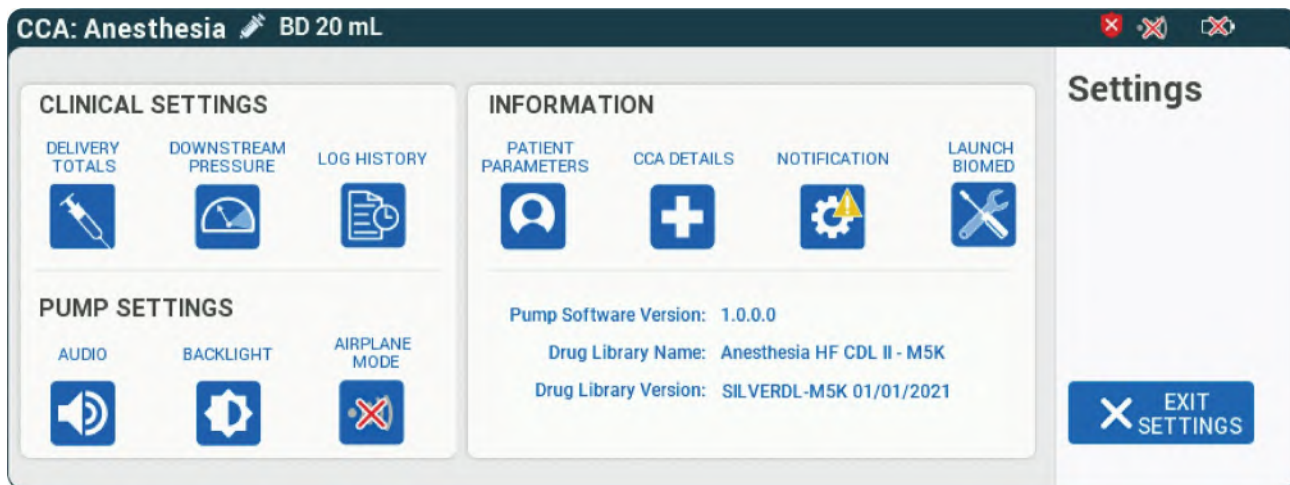 CCA: Anesthesia BD 20 mL
CLINICAL SETTINGS
DELIVERY
TOTALS
DOWNSTREAM
PRESSURE
LOG HISTORY
PUMP SETTINGS
AUDIO
BACKLIGHT
AIRPLANE
MODE
INFORMATION
PATIENT
PARAMETERS
CCA DETAILS
NOTIFICATION
LAUNCH
BIOMED
Pump Software Version: 1.0.0.0
Drug Library Name: Anesthesia HF CDL II - M5K
Drug Library Version: SILVERDL-M5K 01/01/2021
Settings
EXIT
SETTINGS